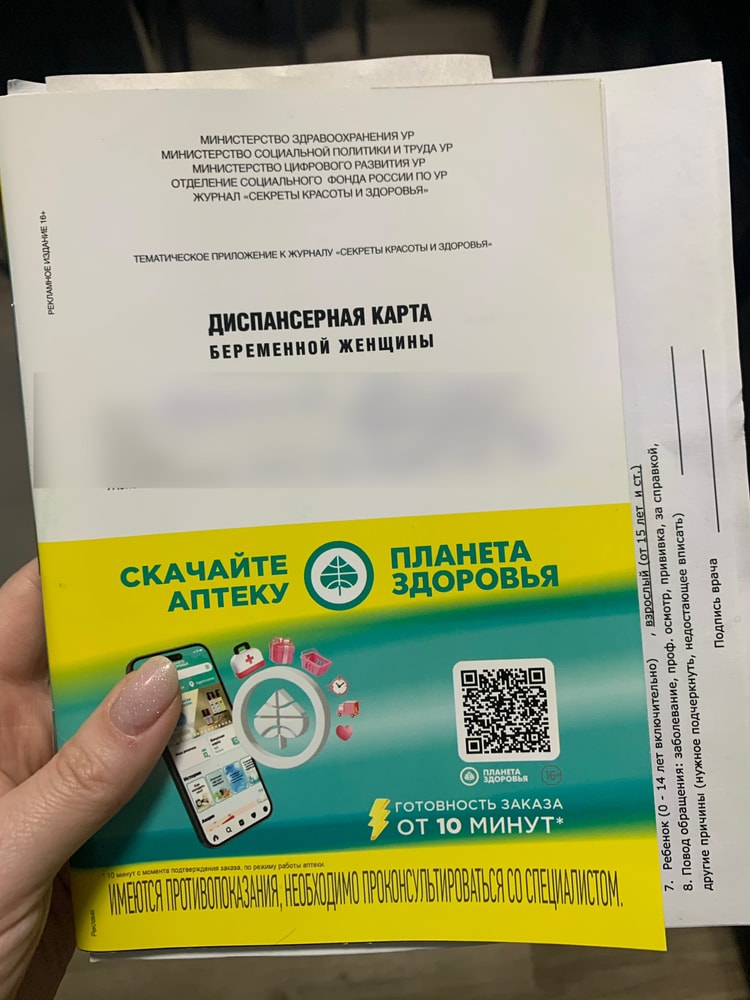 МИНИСТЕРСТВО ЗДРАВООХРАНЕНИЯ УР
МИНИСТЕРСТВО СОЦИАЛЬНОЙ ПОЛИТИКИ И ТРУДА УР
МИНИСТЕРСТВО ЦИФРОВОГО РАЗВИТИЯ УР
ОТДЕЛЕНИЕ СОЦИАЛЬНОГО ФОНДА РОССИИ ПО УР
ЖУРНАЛ «СЕКРЕТЫ КРАСОТЫ И ЗДОРОВЬЯ»
РЕКЛАМНОЕ ИЗДАНИЕ 16+
ТЕМАТИЧЕСКОЕ ПРИЛОЖЕНИЕ К ЖУРНАЛУ «СЕКРЕТЫ КРАСОТЫ И ЗДОРОВЬЯ»
ДИСПАНСЕРНАЯ КАРТА
БЕРЕМЕННОЙ ЖЕНЩИНЫ
СКАЧАЙТЕ
АПТЕКУ
ПЛАНЕТА
ЗДОРОВЬЯ
ПЛАНЕТА
ЗДОРОВЬЯ
16+
ГОТОВНОСТЬ ЗАКАЗА
ОТ 10 МИНУТ*
* 10 минут с момента подтверждения заказа, по режиму работы аптеки.
ИМЕЮТСЯ ПРОТИВОПОКАЗАНИЯ, НЕОБХОДИМО ПРОКОНСУЛЬТИРОВАТЬСЯ СО СПЕЦИАЛИСТОМ.
Реклама
7. Ребенок (0 - 14 лет включительно) , взрослый (от 15 лет и ст.)
8. Повод обращения: заболевание, проф. осмотр, прививка, за справкой,
другие причины (нужное подчеркнуть, недостающее вписать)
Подпись врача